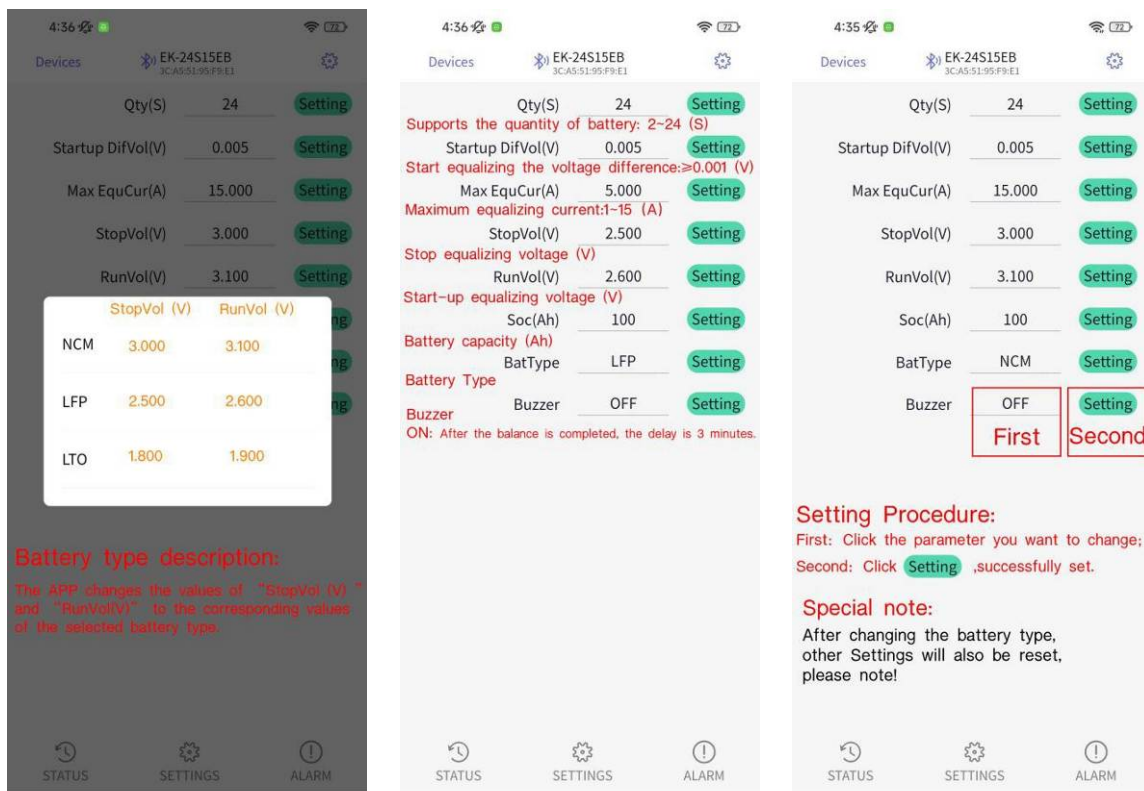 4:36
72
Devices
EK-24S15EB
3C:A5:51:95:F9:E1
Qty(S) 24 Setting
Startup DifVol(V) 0.005 Setting
Max EquCur(A) 15.000 Setting
StopVol(V) 3.000 Setting
RunVol(V) 3.100 Setting
ng
ng
ng
StopVol (V) RunVol (V)
NCM 3.000 3.100
LFP 2.500 2.600
LTO 1.800 1.900
Battery type description:
The APP changes the values of “StopVol (V) ”
and “RunVol(V)” to the corresponding values
of the selected battery type.
STATUS SETTINGS ALARM
4:36
72
Devices
EK-24S15EB
3C:A5:51:95:F9:E1
Qty(S) 24 Setting
Supports the quantity of battery: 2~24 (S)
Startup DifVol(V) 0.005 Setting
Start equalizing the voltage difference:≥0.001 (V)
Max EquCur(A) 5.000 Setting
Maximum equalizing current:1~15 (A)
StopVol(V) 2.500 Setting
Stop equalizing voltage (V)
RunVol(V) 2.600 Setting
Start-up equalizing voltage (V)
Soc(Ah) 100 Setting
Battery capacity (Ah)
BatType LFP Setting
Battery Type
Buzzer OFF Setting
Buzzer
ON: After the balance is completed, the delay is 3 minutes.
STATUS SETTINGS ALARM
4:35
72
Devices
EK-24S15EB
3C:A5:51:95:F9:E1
Qty(S) 24 Setting
Startup DifVol(V) 0.005 Setting
Max EquCur(A) 15.000 Setting
StopVol(V) 3.000 Setting
RunVol(V) 3.100 Setting
Soc(Ah) 100 Setting
BatType NCM Setting
Buzzer OFF Setting
First Second
Setting Procedure:
First: Click the parameter you want to change;
Second: Click Setting ,successfully set.
Special note:
After changing the battery type,
other Settings will also be reset,
please note!
STATUS SETTINGS ALARM